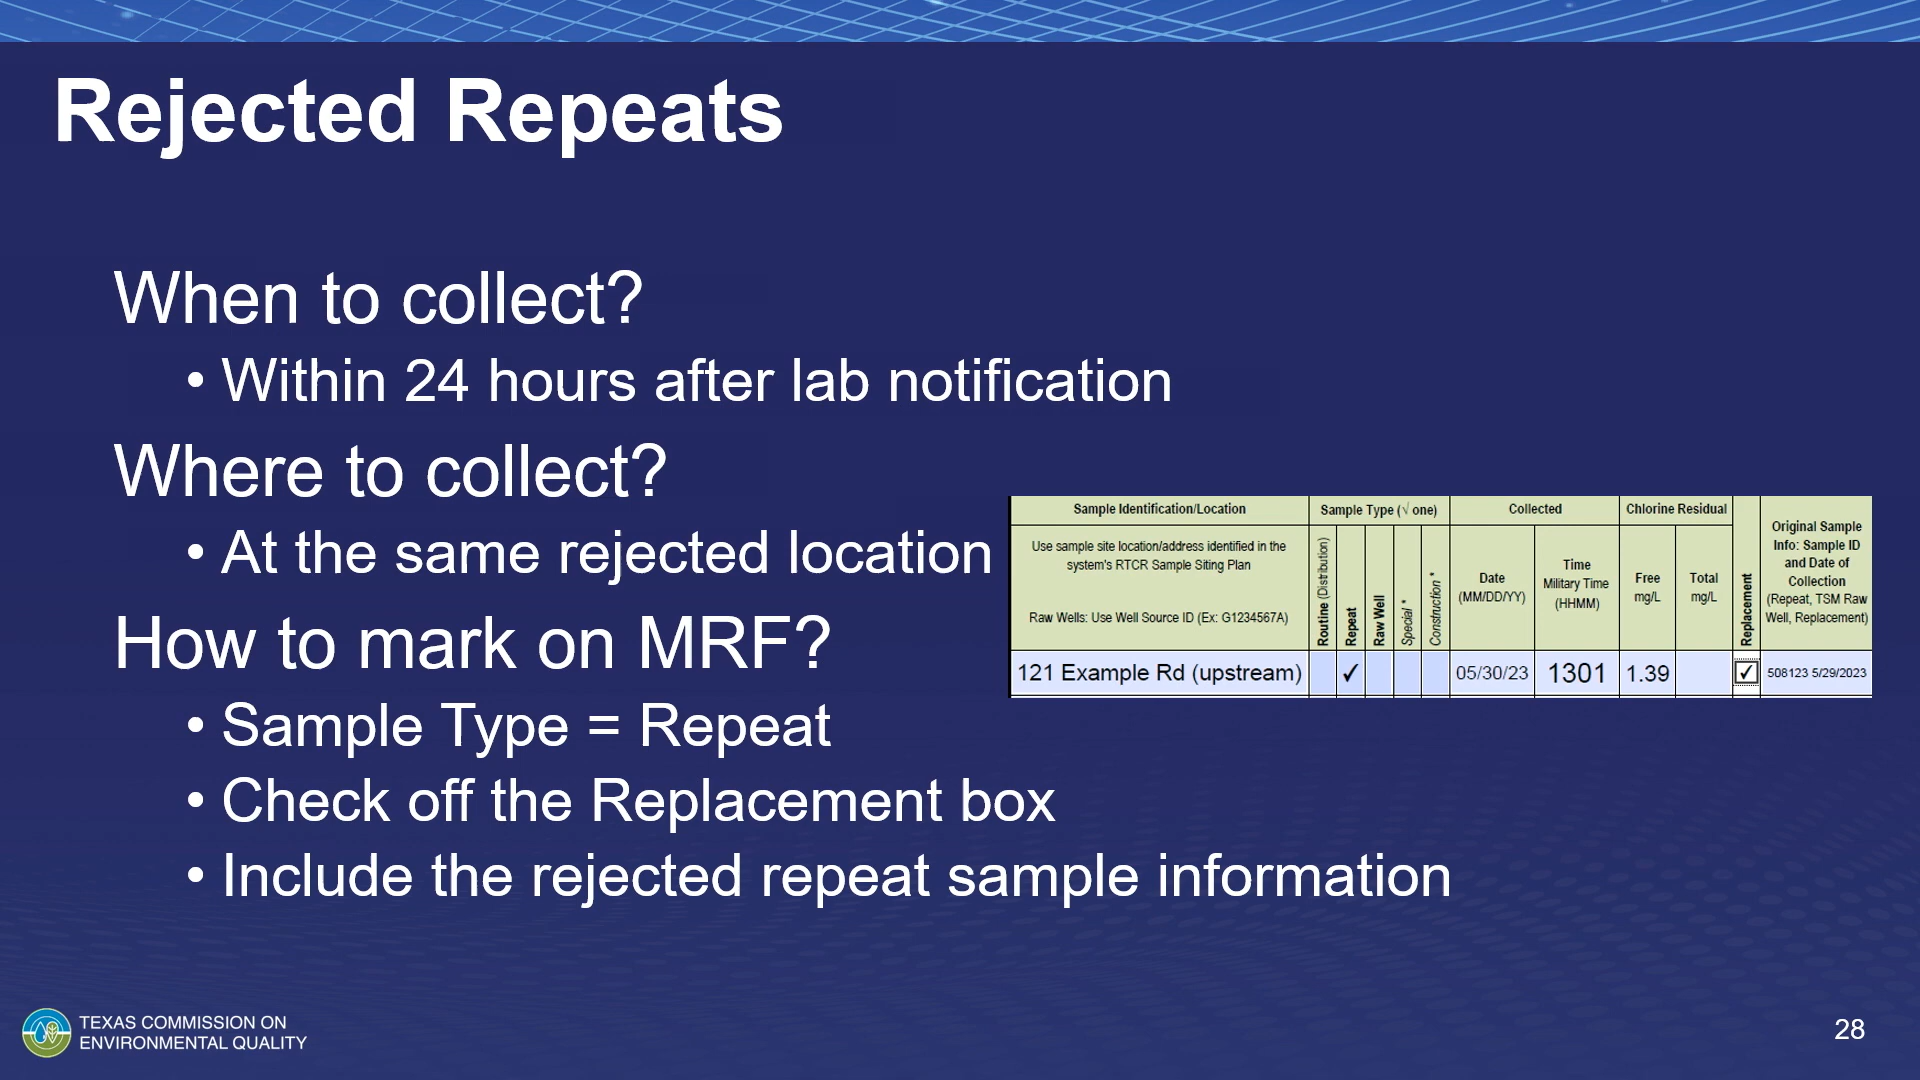 Rejected Repeats
When to collect?
• Within 24 hours after lab notification
Where to collect?
• At the same rejected location
How to mark on MRF?
• Sample Type = Repeat
• Check off the Replacement box
• Include the rejected repeat sample information
Sample Identification/Location
Use sample site location/address identified in the
system's RTCR Sample Siting Plan
Raw Wells: Use Well Source ID (Ex: G1234567A)
Sample Type (√ one)
Routine (Distribution)
Repeat
Raw Well
Special *
Construction *
Collected
Date
(MM/DD/YY)
Time
Military Time
(HHMM)
Chlorine Residual
Free
mg/L
Total
mg/L
Replacement
Original Sample
Info: Sample ID
and Date of
Collection
(Repeat, TSM Raw
Well, Replacement)
121 Example Rd (upstream) ✓ 05/30/23 1301 1.39 ✓ 508123 5/29/2023
TEXAS COMMISSION ON
ENVIRONMENTAL QUALITY
28